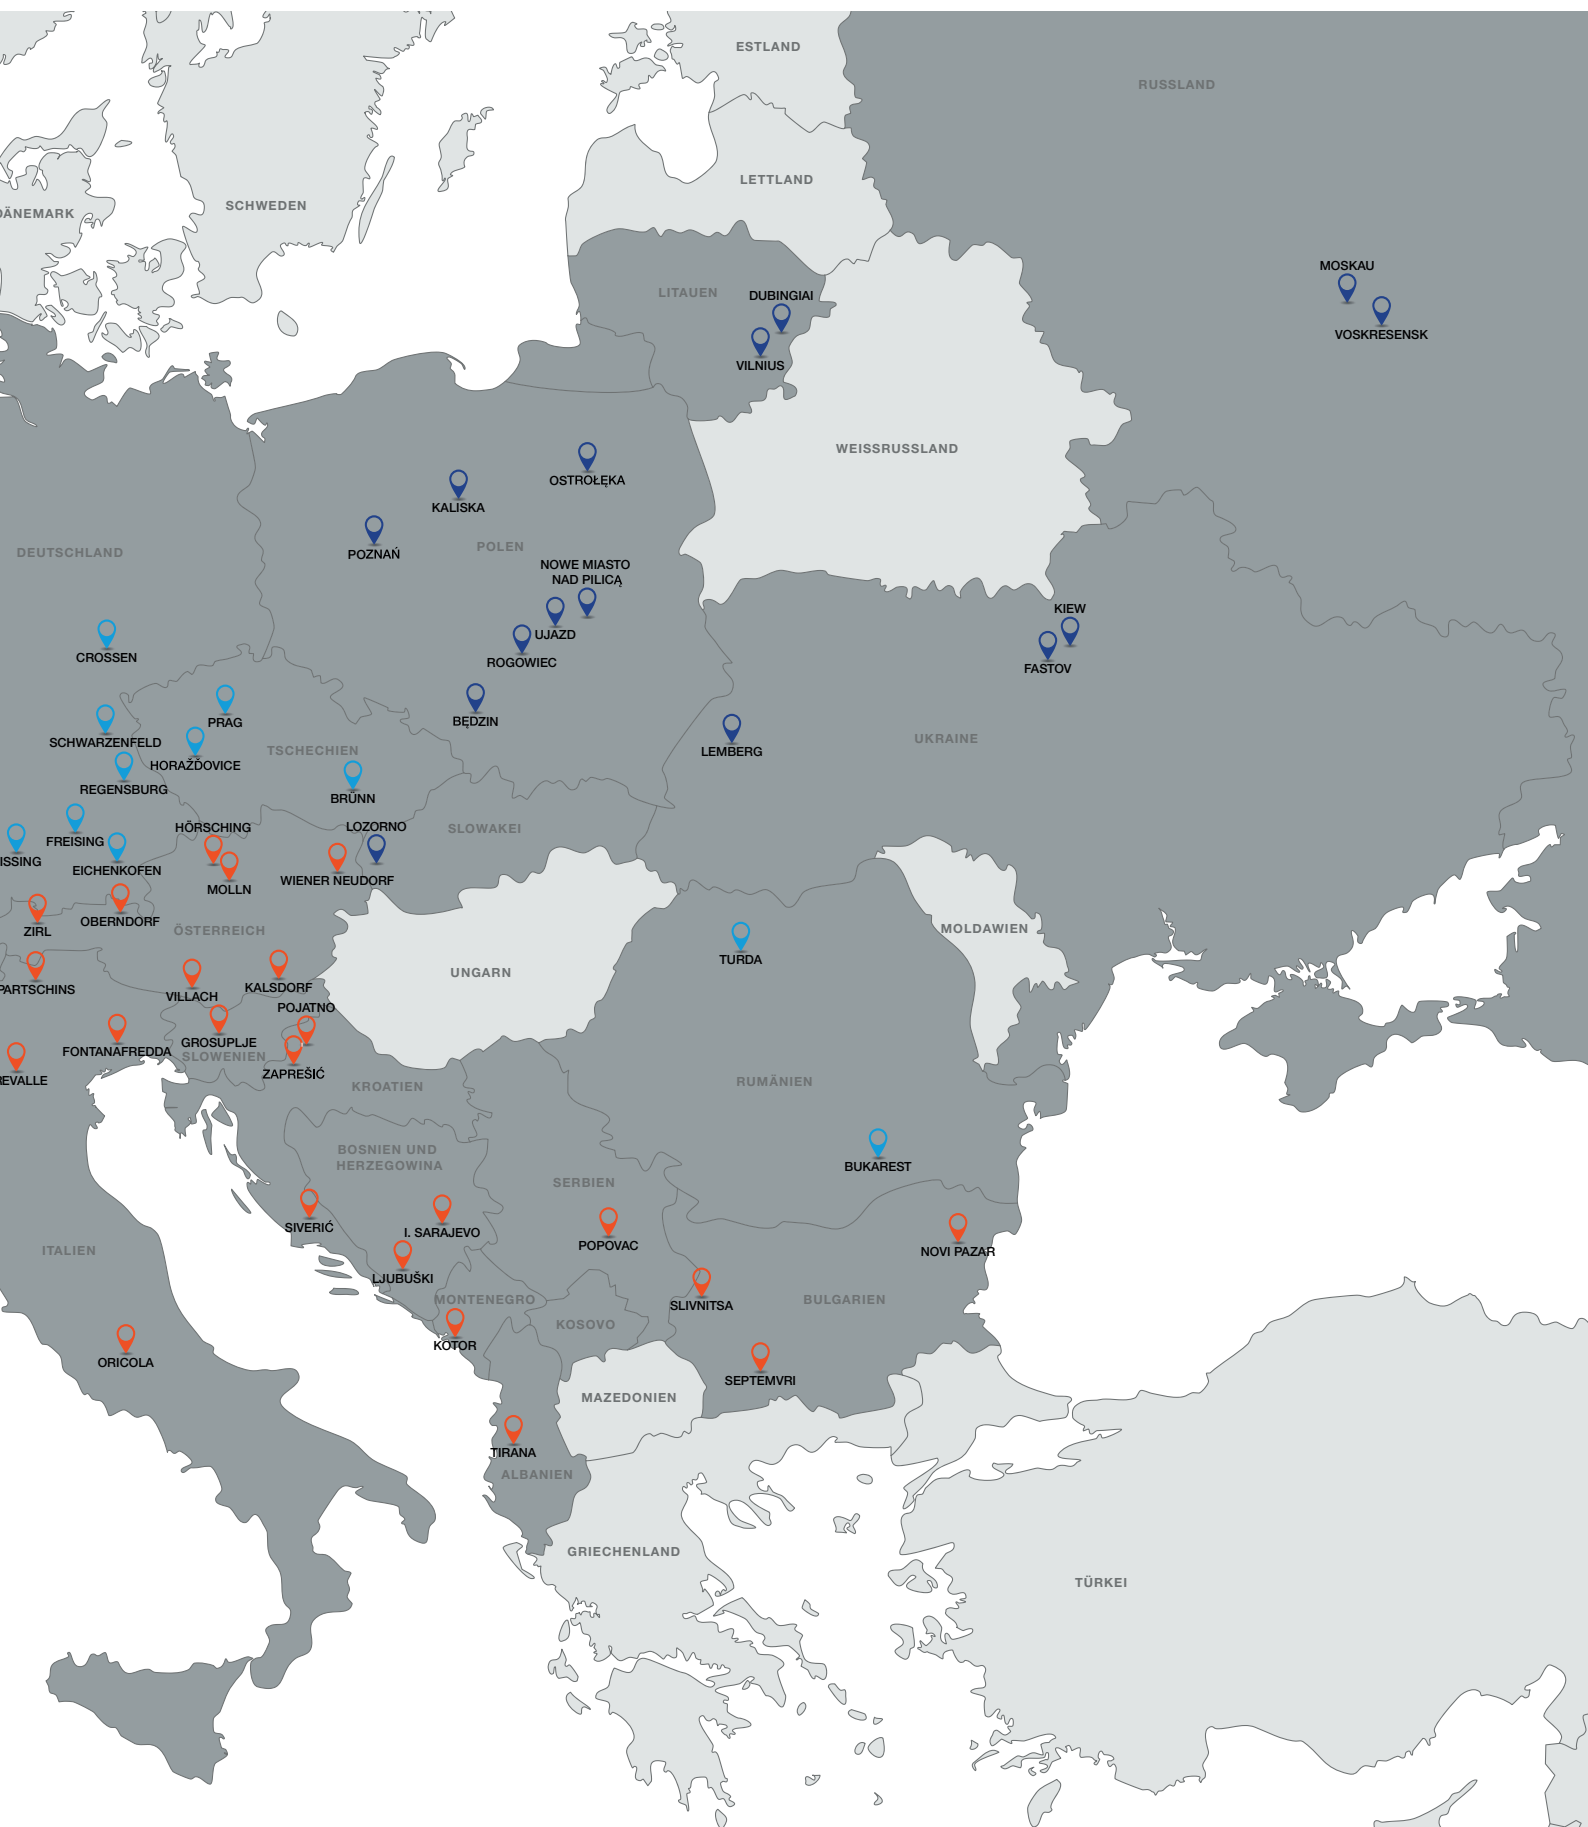 ESTLAND
RUSSLAND
LETTLAND
SCHWEDEN
DÄNEMARK
MOSKAU
LITAUEN
DUBINGIAI
VOSKRESENSK
VILNIUS
WEISSRUSSLAND
OSTROŁĘKA
KALISKA
POLEN
DEUTSCHLAND
POZNAŃ
NOWE MIASTO
NAD PILICĄ
KIEW
UJAZD
CROSSEN
ROGOWIEC
FASTOV
PRAG
BĘDZIN
SCHWARZENFELD
UKRAINE
TSCHECHIEN
LEMBERG
HORAŽĎOVICE
REGENSBURG
BRÜNN
HÖRSCHING
LOZORNO
SLOWAKEI
FREISING
ISSING
EICHENKOFEN
WIENER NEUDORF
MOLLN
OBERNDORF
ZIRL
ÖSTERREICH
MOLDAWIEN
TURDA
UNGARN
PARTSCHINS
KALSDORF
VILLACH
POJATNO
GROSUPLJE
FONTANAFREDDA
SLOWENIEN
ZAPREŠIĆ
EVALLE
RUMÄNIEN
KROATIEN
BOSNIEN UND
HERZEGOWINA
BUKAREST
SERBIEN
SIVERIĆ
I. SARAJEVO
POPOVAC
ITALIEN
NOVI PAZAR
LJUBUŠKI
MONTENEGRO
BULGARIEN
SLIVNITSA
KOSOVO
KOTOR
ORICOLA
SEPTEMVRI
MAZEDONIEN
TIRANA
ALBANIEN
GRIECHENLAND
TÜRKEI